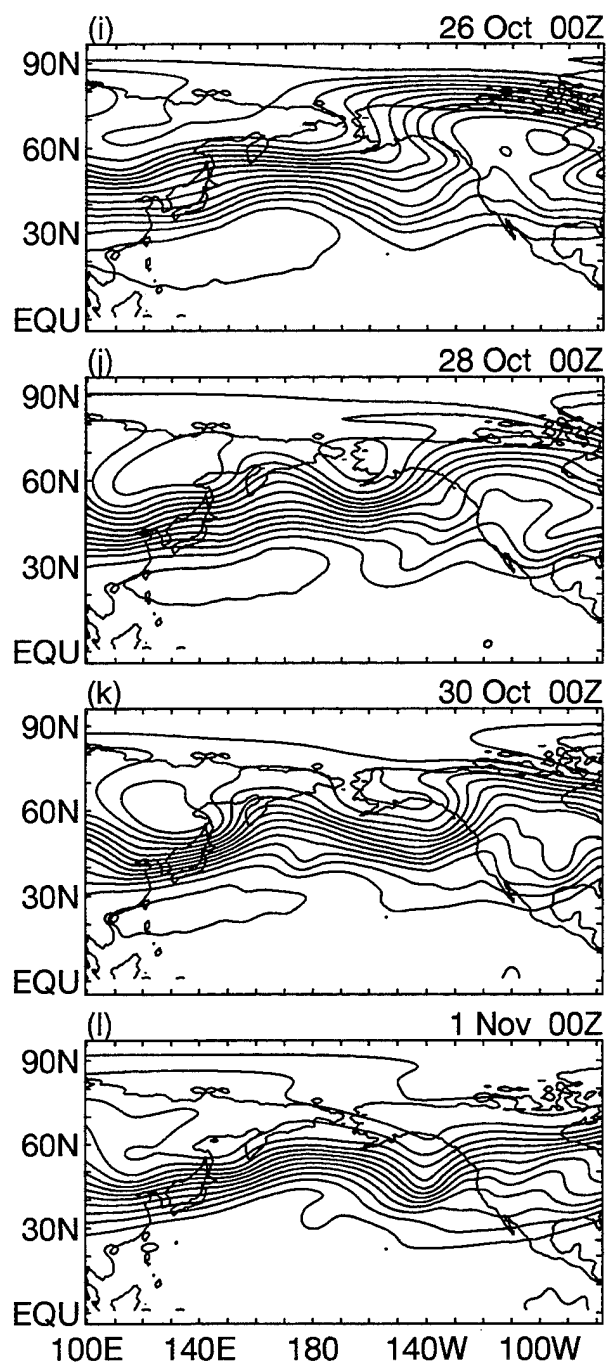 (i) 26 Oct 00Z
90N
60N
30N
EQU
(j) 28 Oct 00Z
90N
60N
30N
EQU
(k) 30 Oct 00Z
90N
60N
30N
EQU
(l) 1 Nov 00Z
90N
60N
30N
EQU
100E 140E 180 140W 100W